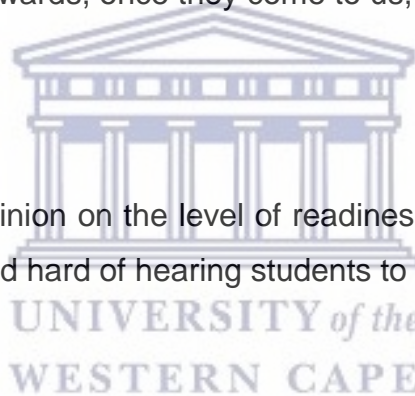 wards, once they come to us,
inion on the level of readines
d hard of hearing students to
UNIVERSITY of the
WESTERN CAPE